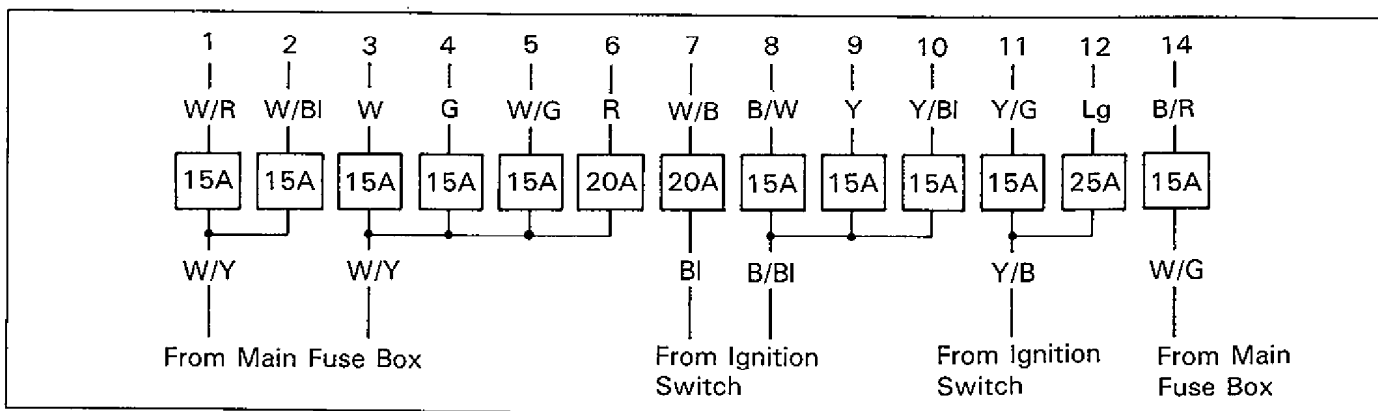 1 2 3 4 5 6 7 8 9 10 11 12 14
W/R W/Bl W G W/G R W/B B/W Y Y/Bl Y/G Lg B/R
15A 15A 15A 15A 15A 20A 20A 15A 15A 15A 15A 25A 15A
W/Y W/Y Bl B/Bl Y/B W/G
From Main Fuse Box From Ignition From Ignition From Main
Switch Switch Fuse Box